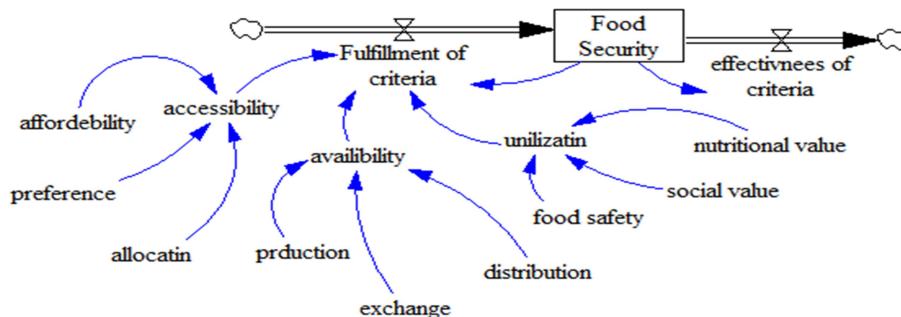 Food
Security
Fulfillment of
criteria
effectivnees of
criteria
accessibility
affordebility
availibility
unilizatin
nutritional value
preference
social value
food safety
allocatin
prduction
distribution
exchange